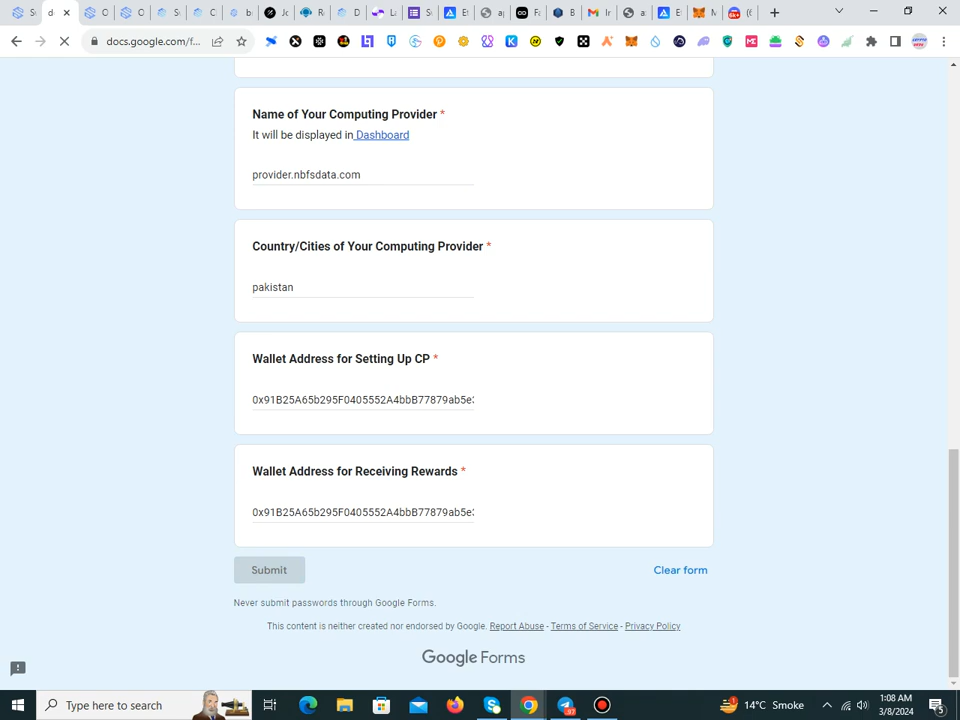 docs.google.com/f...
Name of Your Computing Provider *
It will be displayed in Dashboard
provider.nbfsdata.com
Country/Cities of Your Computing Provider *
pakistan
Wallet Address for Setting Up CP *
0x91B25A65b295F0405552A4bbB77879ab5e
Wallet Address for Receiving Rewards *
0x91B25A65b295F0405552A4bbB77879ab5e
Submit
Clear form
Never submit passwords through Google Forms.
This content is neither created nor endorsed by Google. Report Abuse - Terms of Service - Privacy Policy
Google Forms
Type here to search
14°C Smoke
1:08 AM
3/8/2024
5